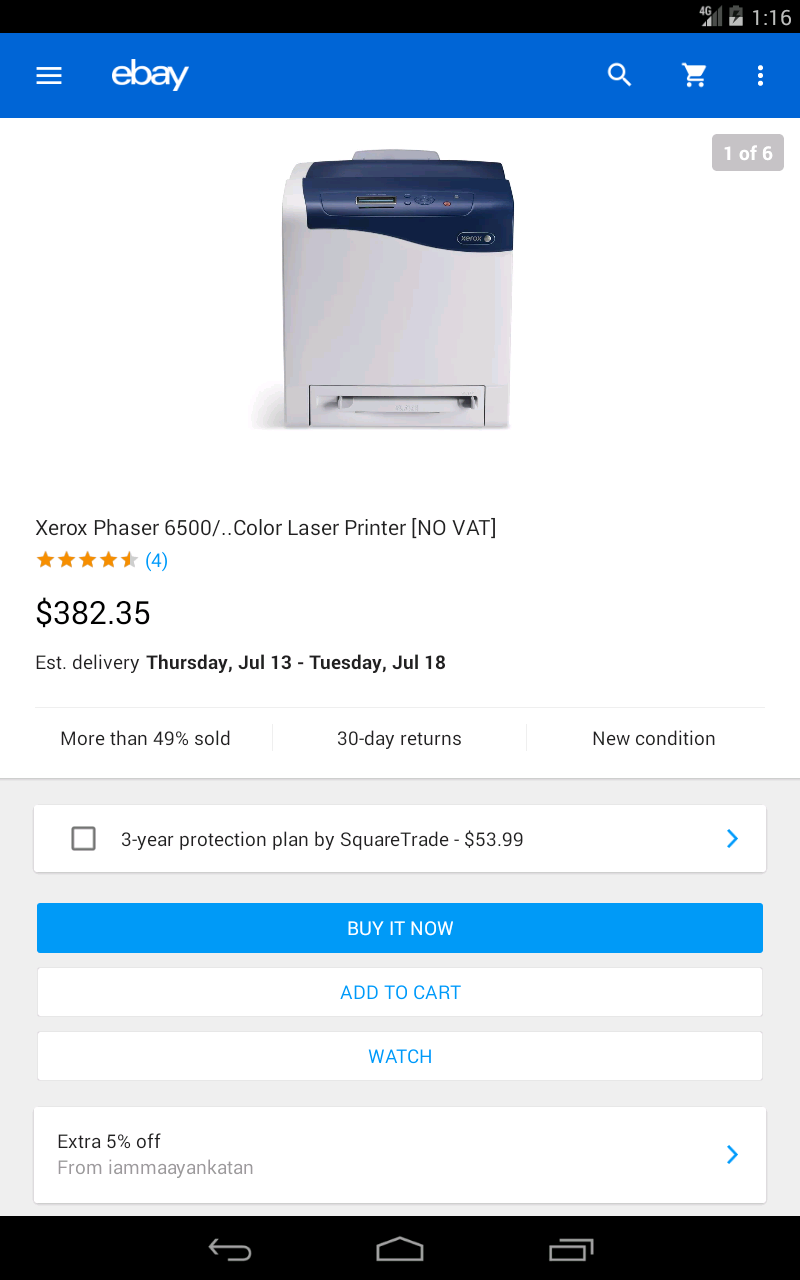 4G 1:16
ebay
1 of 6
xerox
Xerox Phaser 6500/..Color Laser Printer [NO VAT]
(4)
$382.35
Est. delivery Thursday, Jul 13 - Tuesday, Jul 18
More than 49% sold 30-day returns New condition
3-year protection plan by SquareTrade - $53.99
BUY IT NOW
ADD TO CART
WATCH
Extra 5% off
From iammaayankatan